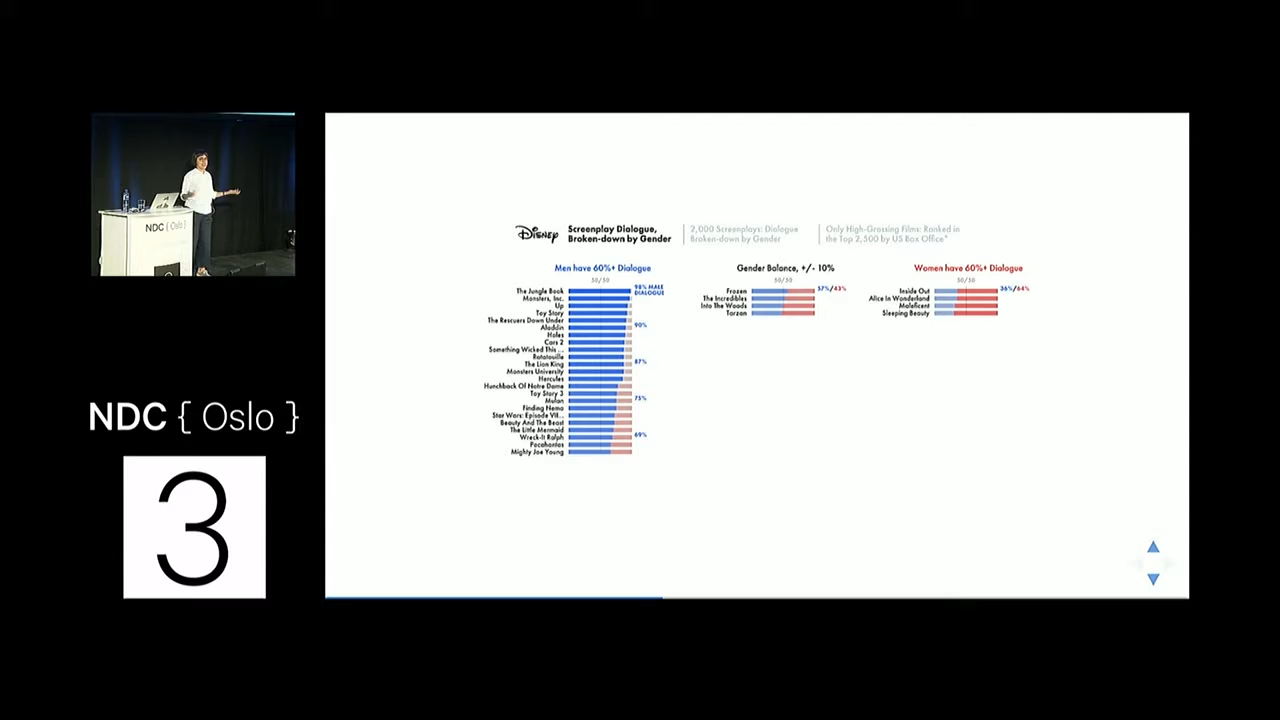 NDC { Oslo }
NDC { Oslo }
3
Disney
Screenplay Dialogue,
Broken-down by Gender
2,000 Screenplays: Dialogue
Broken-down by Gender
Only High-Grossing Films: Ranked in
the Top 2,500 by US Box Office*
Men have 60%+ Dialogue
50/50
The Jungle Book
98% MALE
DIALOGUE
Monsters, Inc.
Up
Toy Story
The Rescuers Down Under
Aladdin
90%
Holes
Cars 2
Something Wicked This ...
Ratatouille
The Lion King
87%
Monsters University
Hercules
Hunchback Of Notre Dame
Toy Story 3
75%
Mulan
Finding Nemo
Star Wars: Episode VII...
Beauty And The Beast
The Little Mermaid
Wreck-It Ralph
69%
Pocahontas
Mighty Joe Young
Gender Balance, +/- 10%
50/50
Frozen
57%/43%
The Incredibles
Into The Woods
Tarzan
Women have 60%+ Dialogue
50/50
Inside Out
36%/64%
Alice In Wonderland
Maleficent
Sleeping Beauty